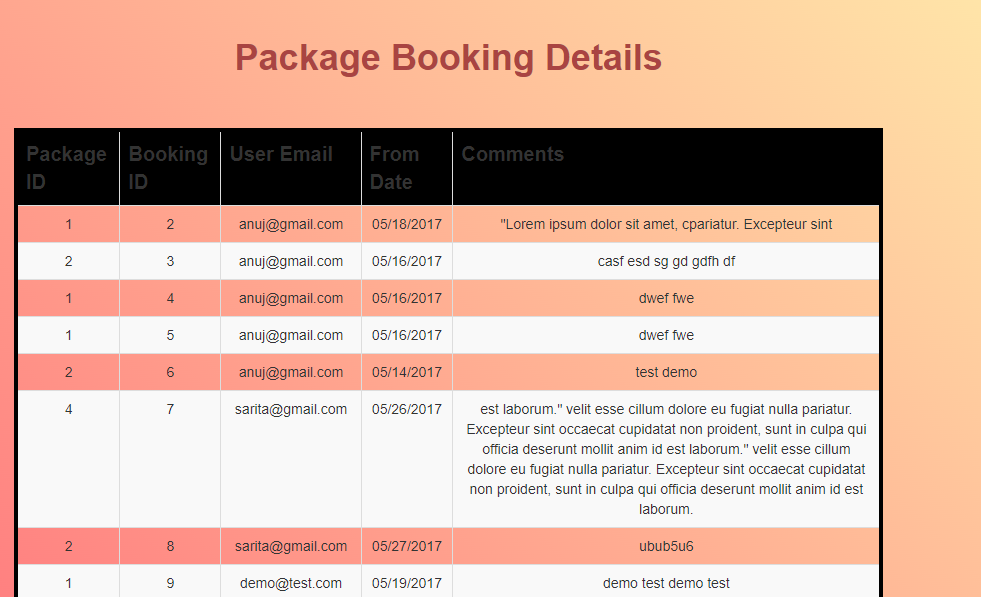 Package Booking Details
Package Booking User Email From Comments
ID ID Date
1 2 anuj@gmail.com 05/18/2017 "Lorem ipsum dolor sit amet, cpariatur. Excepteur sint
2 3 anuj@gmail.com 05/16/2017 casf esd sg gd gdfh df
1 4 anuj@gmail.com 05/16/2017 dwef fwe
1 5 anuj@gmail.com 05/16/2017 dwef fwe
2 6 anuj@gmail.com 05/14/2017 test demo
4 7 sarita@gmail.com 05/26/2017 est laborum." velit esse cillum dolore eu fugiat nulla pariatur.
Excepteur sint occaecat cupidatat non proident, sunt in culpa qui
officia deserunt mollit anim id est laborum." velit esse cillum
dolore eu fugiat nulla pariatur. Excepteur sint occaecat cupidatat
non proident, sunt in culpa qui officia deserunt mollit anim id est
laborum.
2 8 sarita@gmail.com 05/27/2017 ubub5u6
1 9 demo@test.com 05/19/2017 demo test demo test